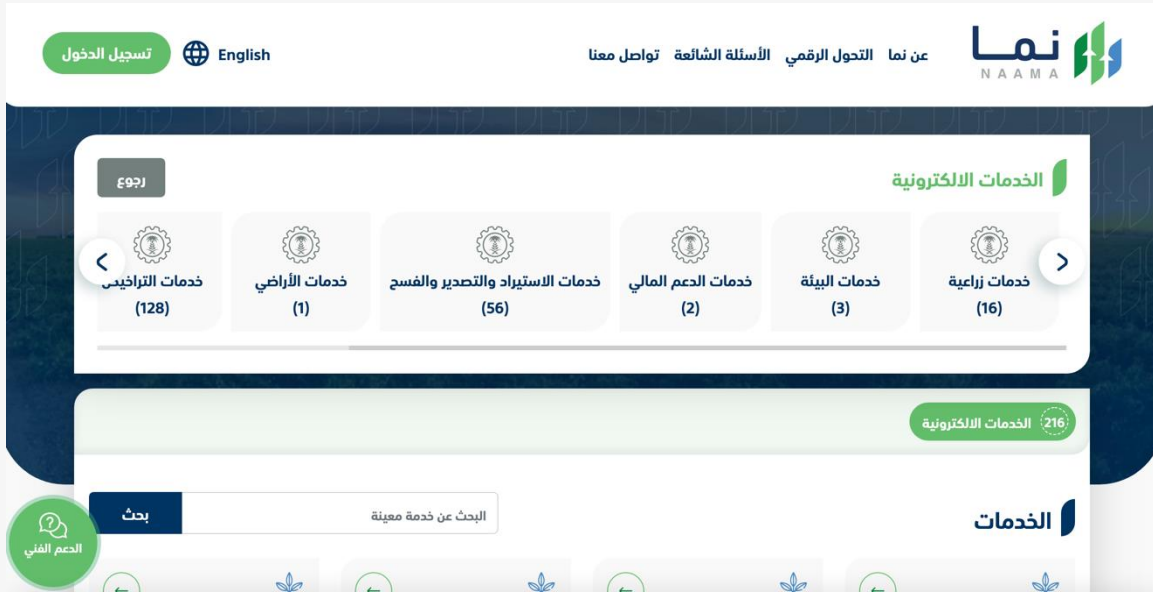 نما
NAAMA
عن نما
التحول الرقمي
الأسئلة الشائعة
تواصل معنا
English
تسجيل الدخول
الخدمات الالكترونية
رجوع
خدمات زراعية
(16)
خدمات البيئة
(3)
خدمات الدعم المالي
(2)
خدمات الاستيراد والتصدير والفسح
(56)
خدمات الأراضي
(1)
خدمات التراخيص
(128)
216 الخدمات الالكترونية
الخدمات
البحث عن خدمة معينة
بحث
الدعم الفني